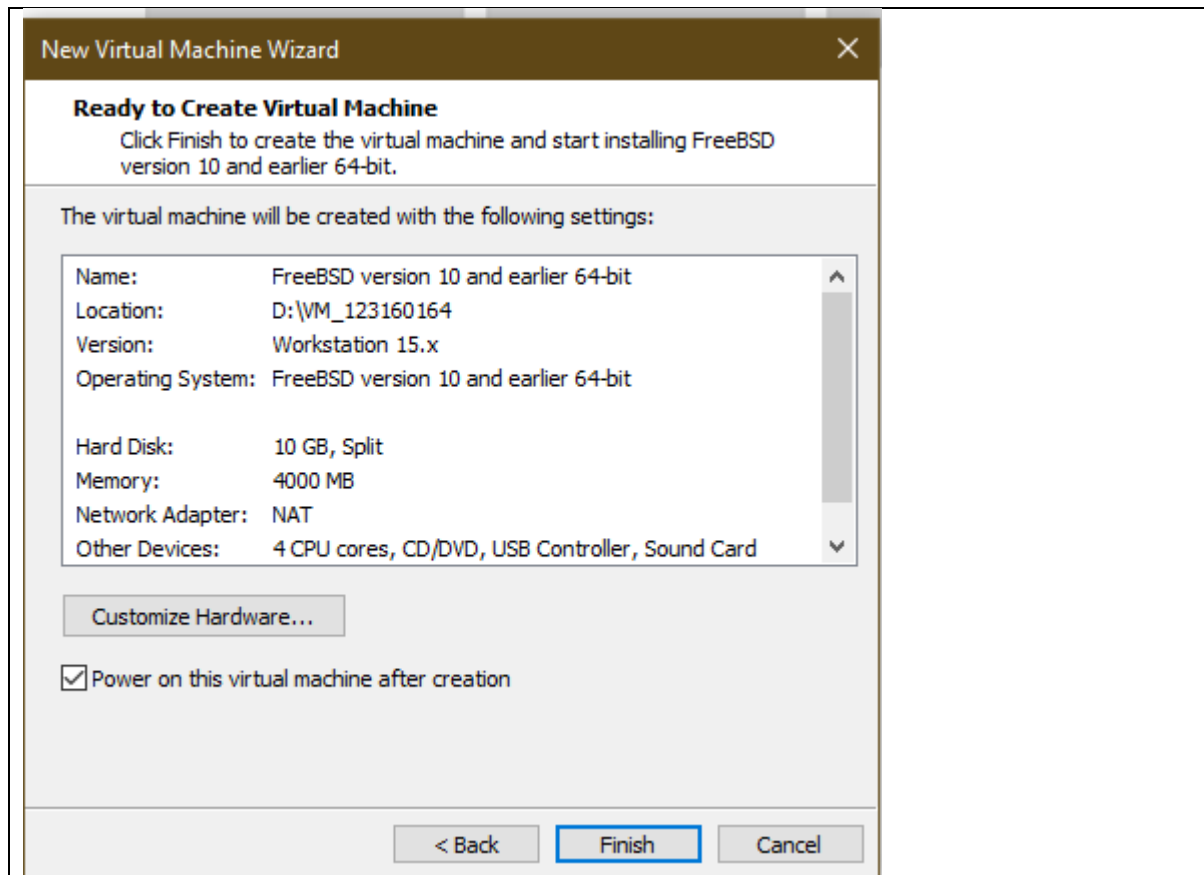 New Virtual Machine Wizard
Ready to Create Virtual Machine
Click Finish to create the virtual machine and start installing FreeBSD
version 10 and earlier 64-bit.
The virtual machine will be created with the following settings:
Name: FreeBSD version 10 and earlier 64-bit
Location: D:\VM_123160164
Version: Workstation 15.x
Operating System: FreeBSD version 10 and earlier 64-bit
Hard Disk: 10 GB, Split
Memory: 4000 MB
Network Adapter: NAT
Other Devices: 4 CPU cores, CD/DVD, USB Controller, Sound Card
Customize Hardware...
Power on this virtual machine after creation
< Back Finish Cancel